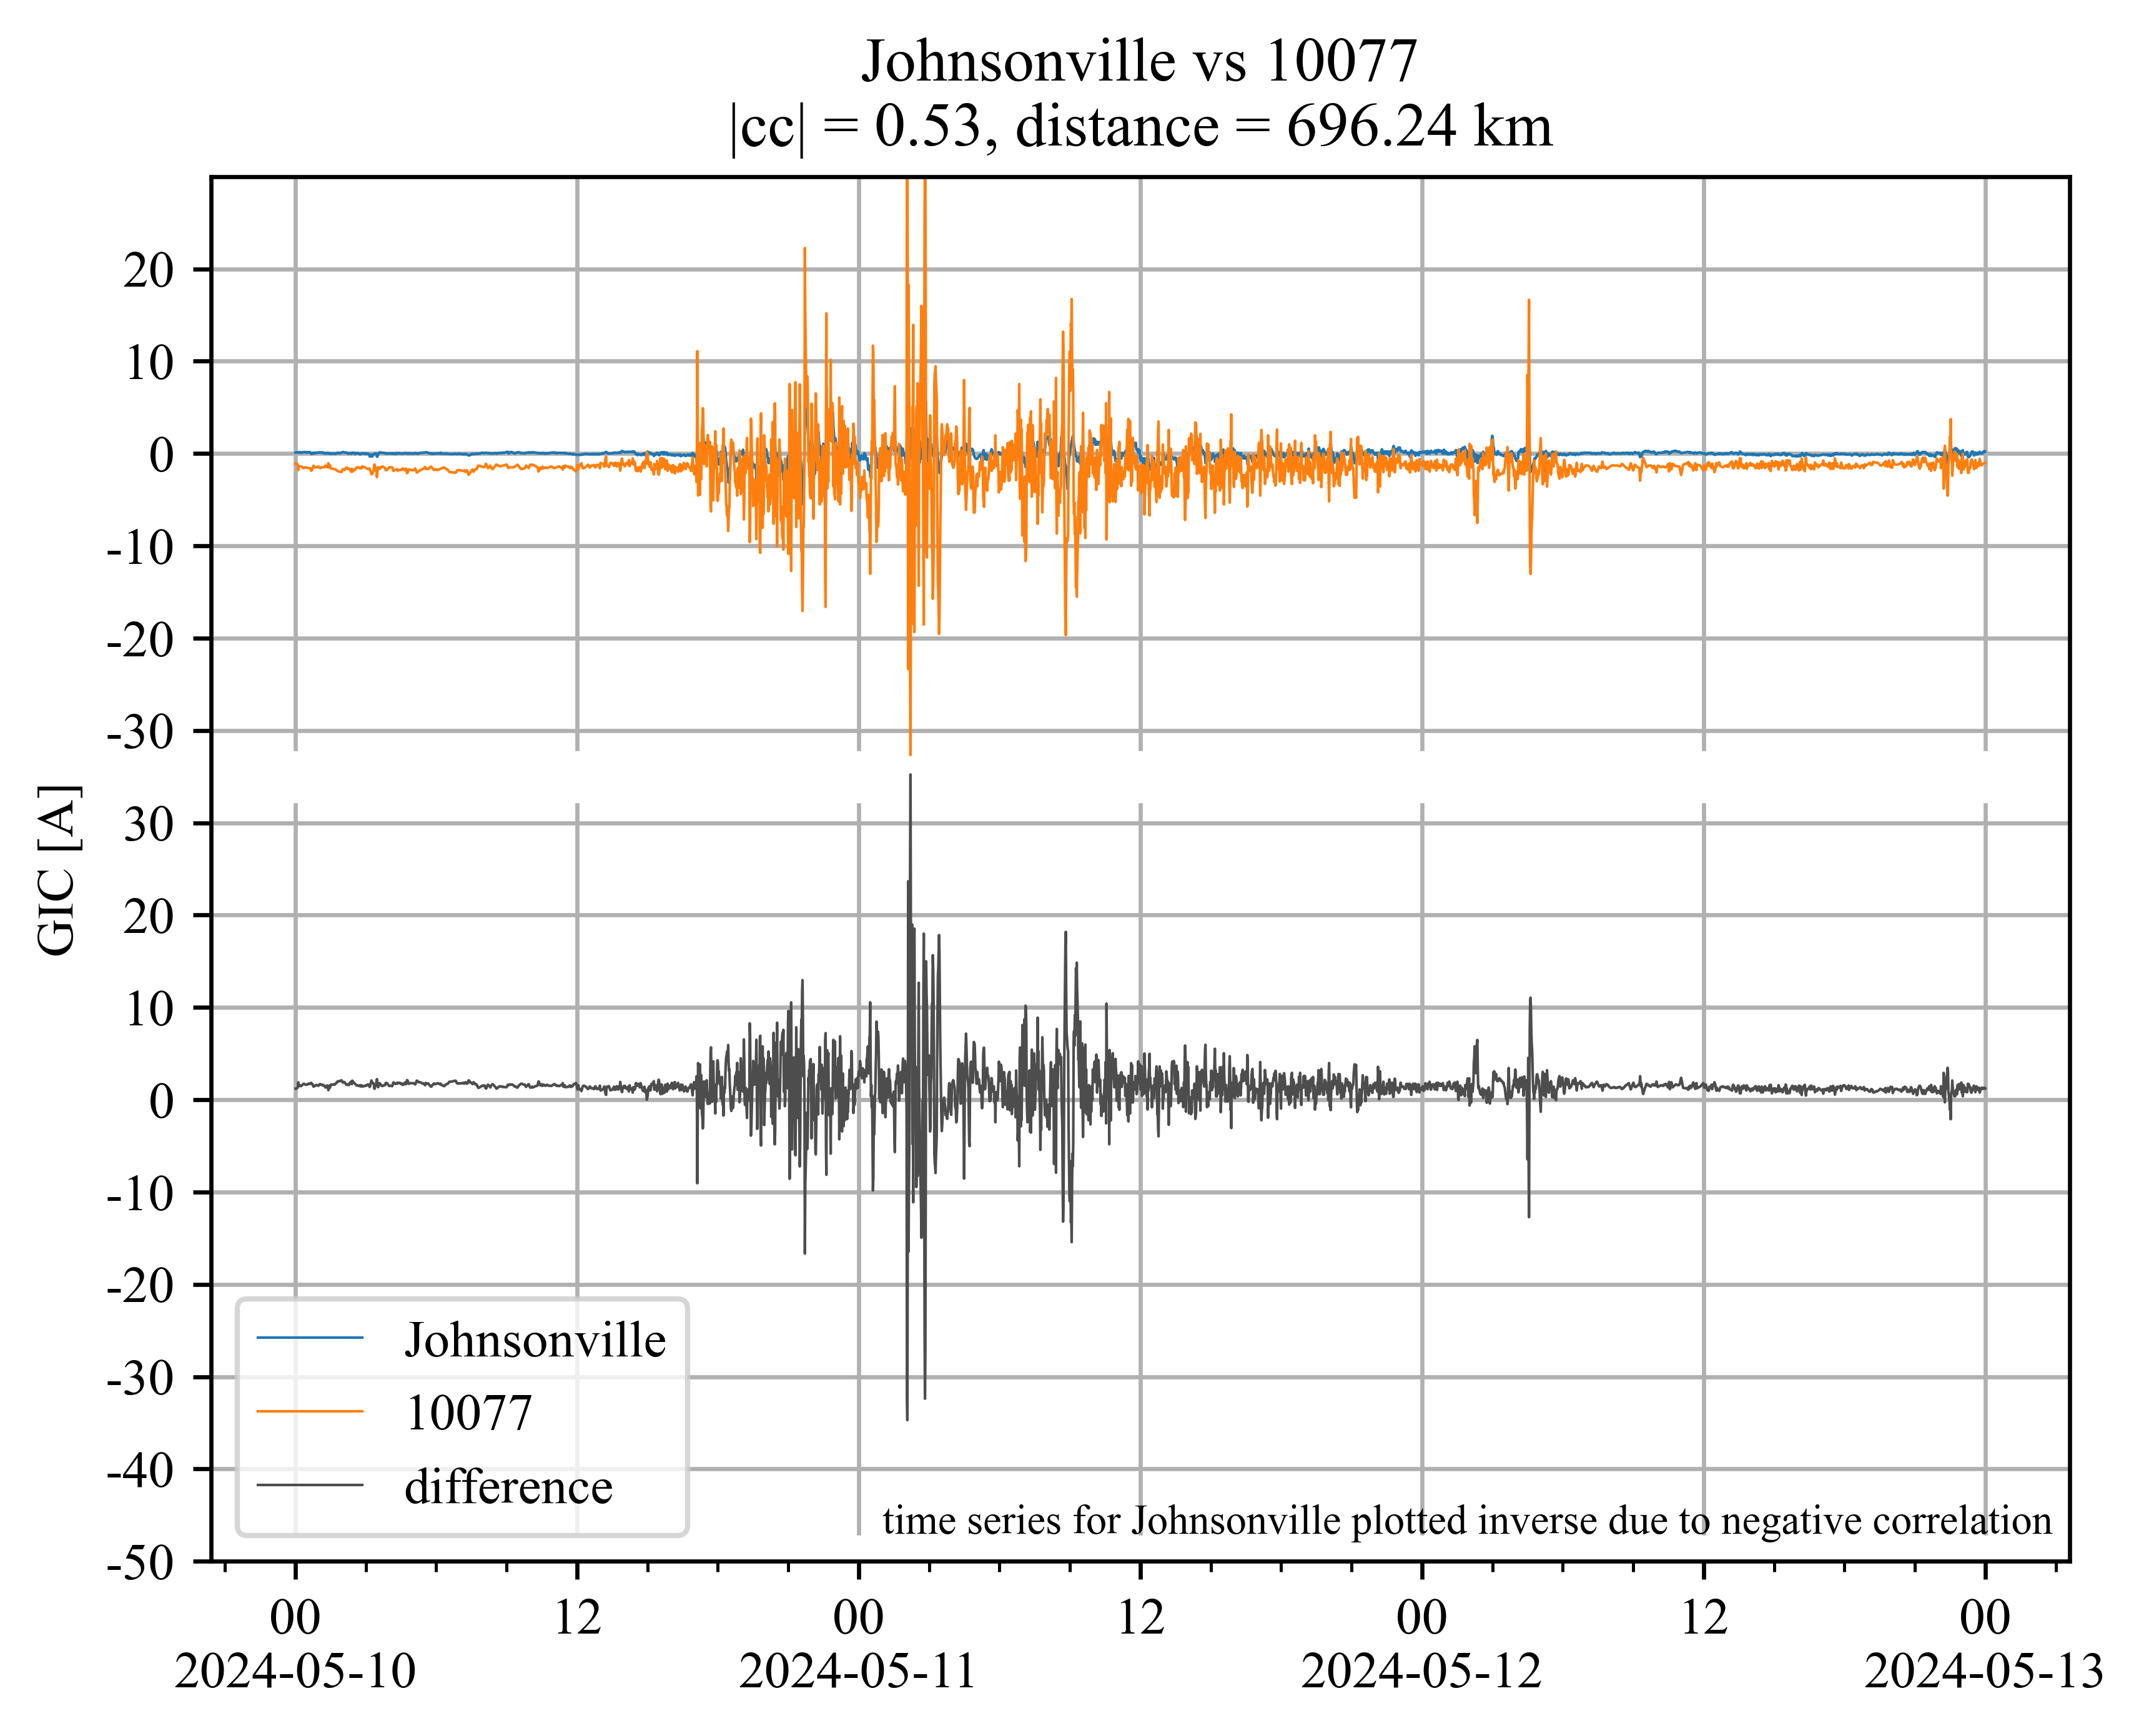 Johnsonville vs 10077
|cc| = 0.53, distance = 696.24 km
20
10
0
-10
-20
-30
30
20
10
0
-10
-20
-30
-40
-50
GIC [A]
Johnsonville
10077
difference
time series for Johnsonville plotted inverse due to negative correlation
00 12 00 12 00 12 00
2024-05-10 2024-05-11 2024-05-12 2024-05-13